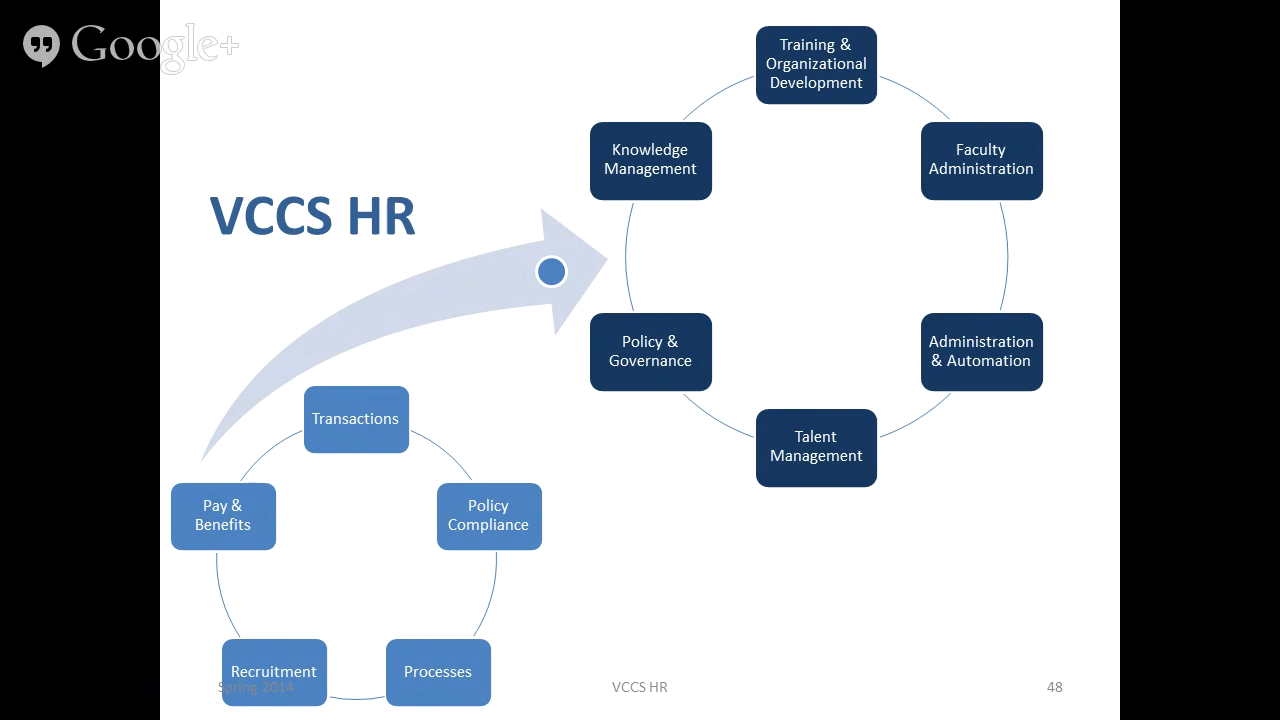 Google+
VCCS HR
Training &
Organizational
Development
Faculty
Administration
Administration
& Automation
Talent
Management
Policy &
Governance
Knowledge
Management
Transactions
Policy
Compliance
Processes
Recruitment
Pay &
Benefits
Spring 2014
VCCS HR
48